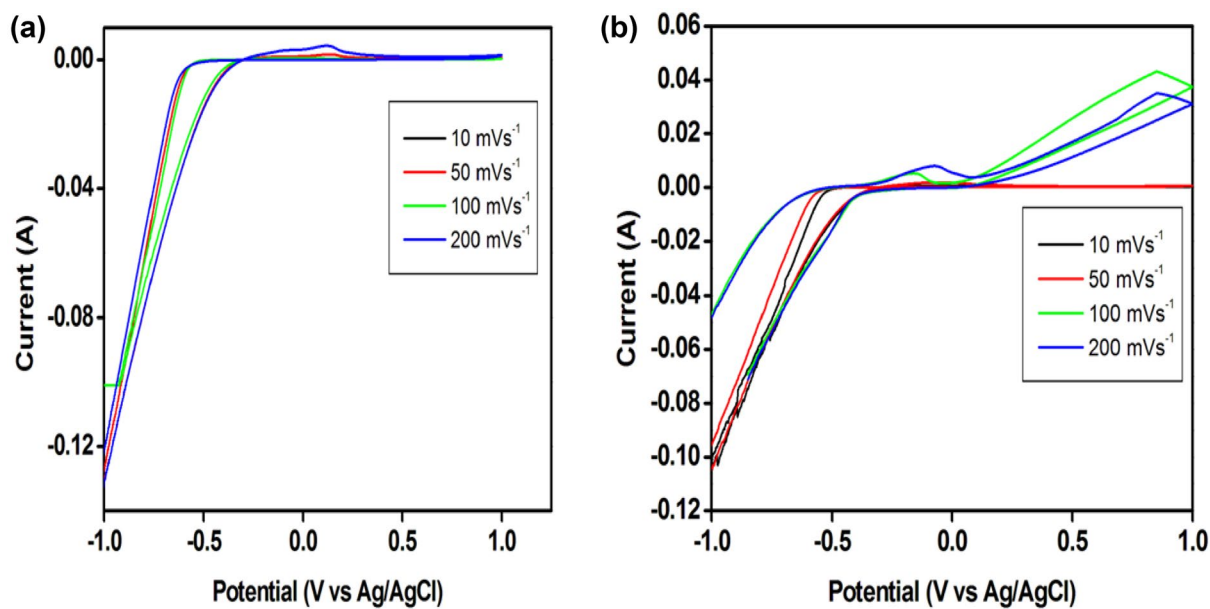 (a)
0.00
-0.04
-0.08
-0.12
Current (A)
-1.0 -0.5 0.0 0.5 1.0
Potential (V vs Ag/AgCl)
10 mVs⁻¹
50 mVs⁻¹
100 mVs⁻¹
200 mVs⁻¹
(b)
0.06
0.04
0.02
0.00
-0.02
-0.04
-0.06
-0.08
-0.10
-0.12
Current (A)
-1.0 -0.5 0.0 0.5 1.0
Potential (V vs Ag/AgCl)
10 mVs⁻¹
50 mVs⁻¹
100 mVs⁻¹
200 mVs⁻¹